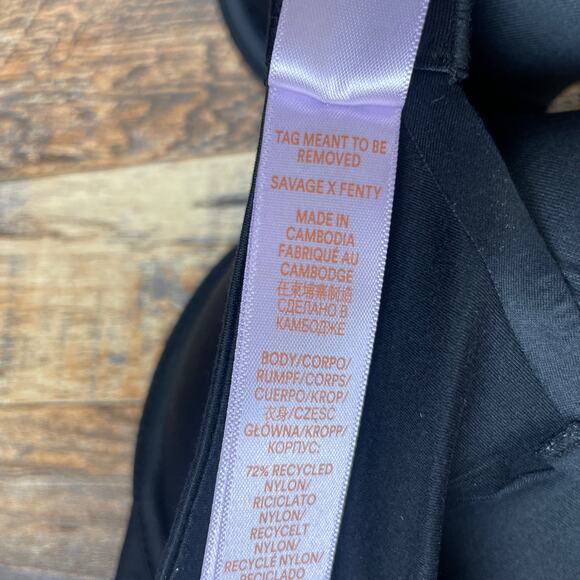 TAG MEANT TO BE
REMOVED
SAVAGE X FENTY
MADE IN
CAMBODIA
FABRIQUÉ AU
CAMBODGE
在柬埔寨制造
СДЕЛАНО В
КАМБОДЖЕ
BODY/CORPO/
RUMPF/CORPS/
CUERPO/KROP/
衣身/CZĘŚĆ
GŁÓWNA/KROPP/
КОРПУС:
72% RECYCLED
NYLON/
RICICLATO
NYLON/
RECYCELT
NYLON/
RECYCLÉ NYLON/
RECICLADO